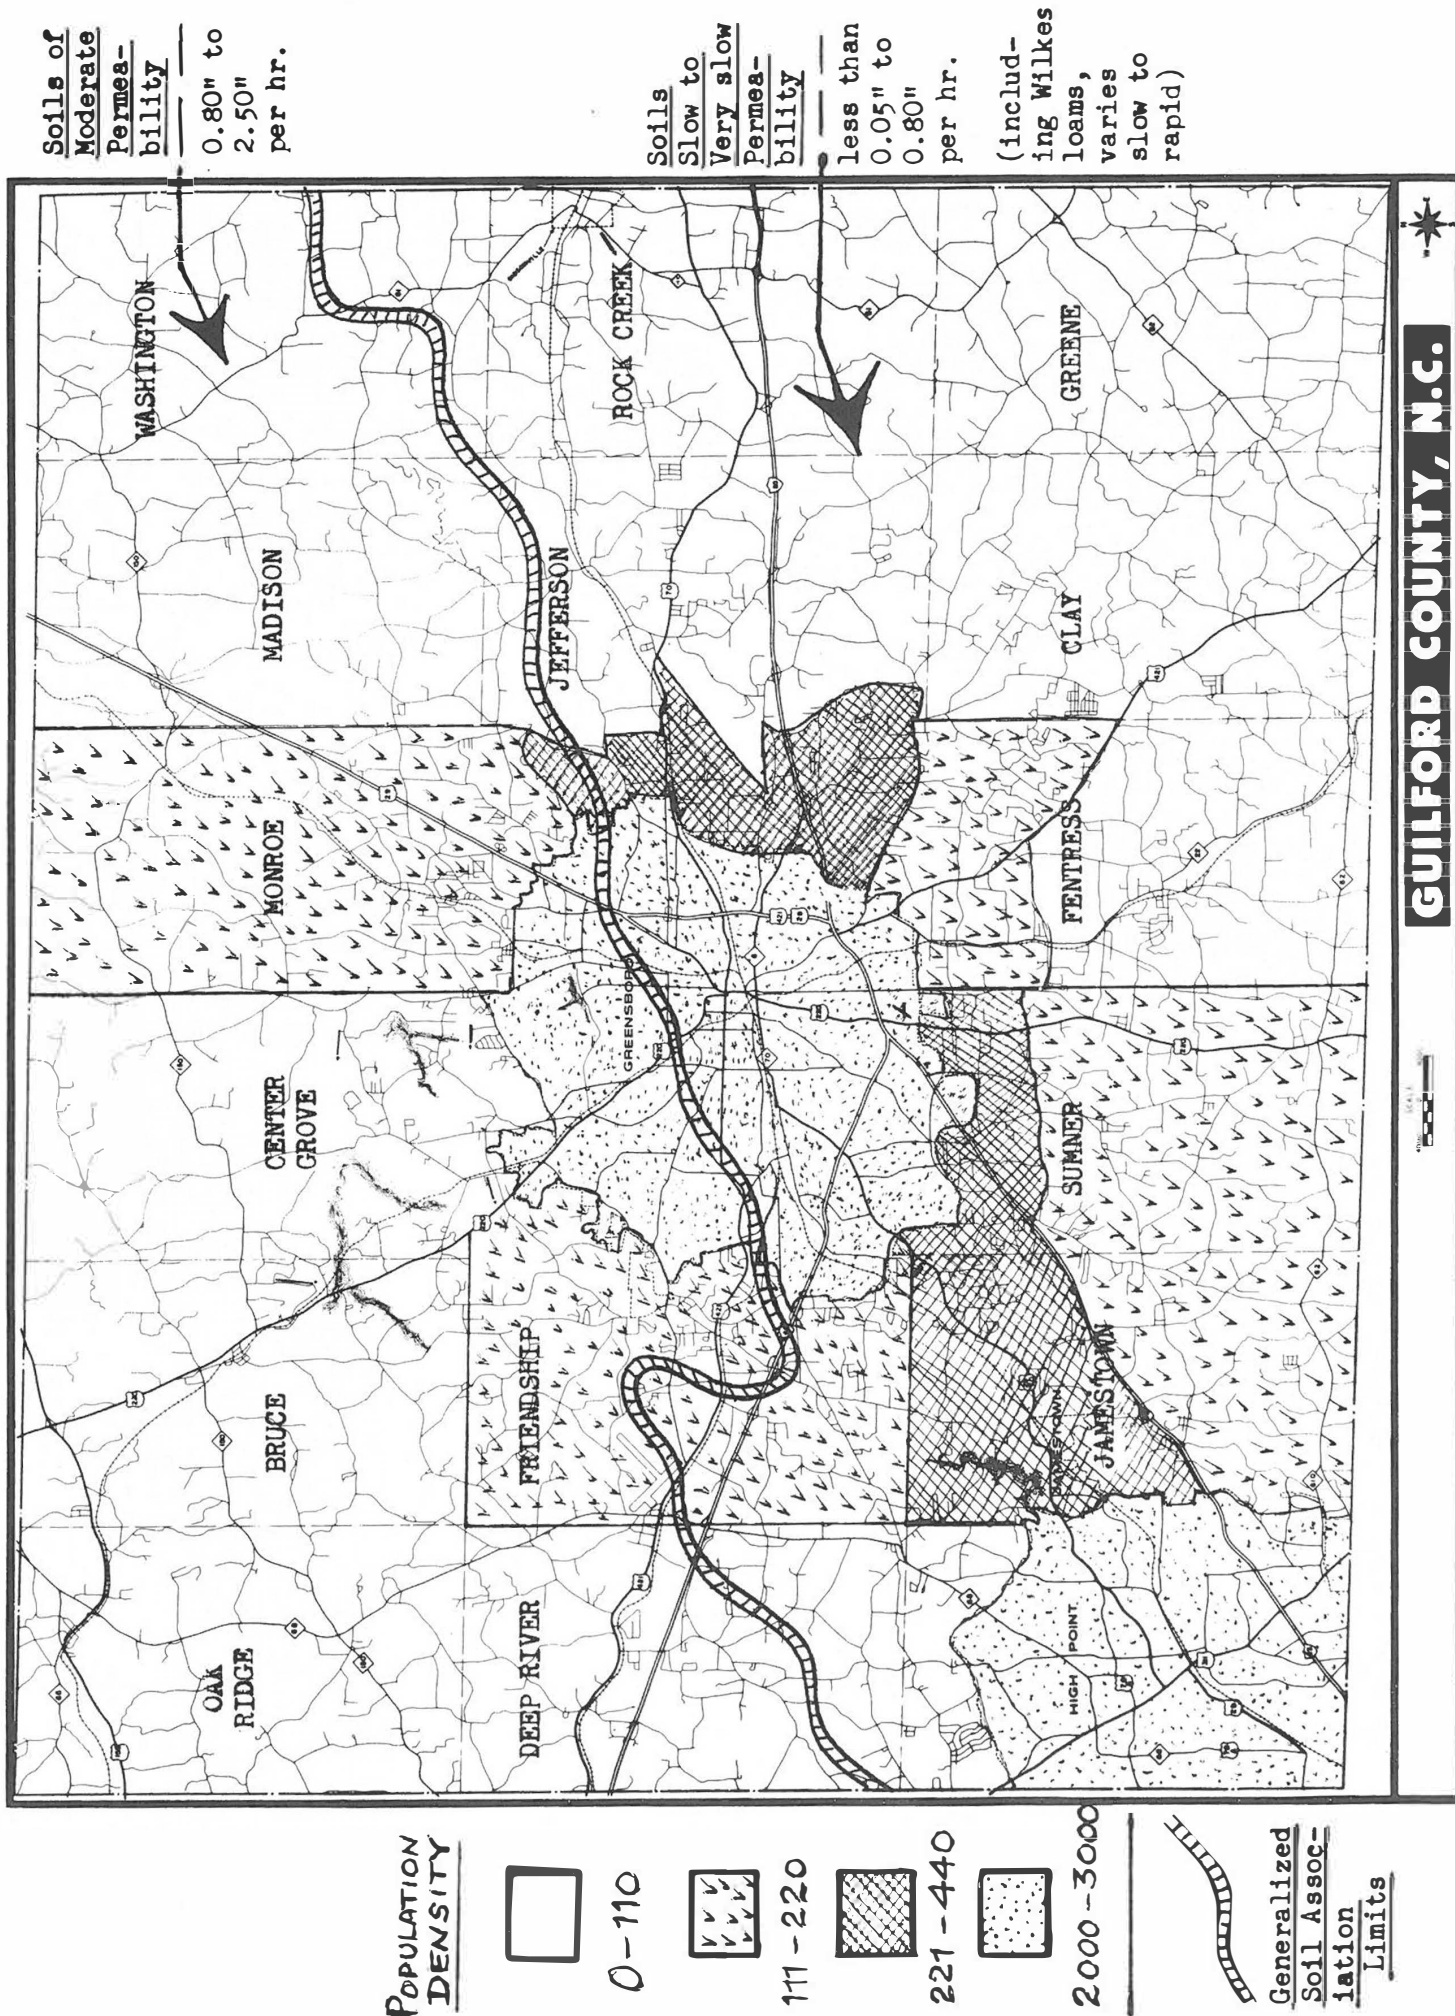 Soils of
Moderate
Permea-
bility
0.80" to
2.50"
per hr.
Soils
Slow to
Very slow
Permea-
bility
less than
0.05" to
0.80"
per hr.
(includ-
ing Wilkes
loams,
varies
slow to
rapid)
OAK
RIDGE
BRUCE
CENTER
GROVE
MONROE
MADISON
WASHINGTON
DEEP RIVER
FRIENDSHIP
GREENSBORO
JEFFERSON
ROCK CREEK
HIGH POINT
JAMESTOWN
JAMESTOWN
SUMNER
FENTRESS
CLAY
GREENE
POPULATION
DENSITY
0-110
111-220
221-440
2000-3000
Generalized
Soil Assoc-
iation
Limits
GUILFORD COUNTY, N.C.